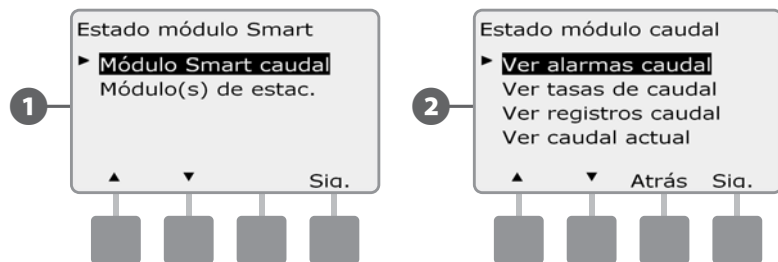 Estado módulo Smart
► Módulo Smart caudal
Módulo(s) de estac.
▲ ▼ Sig.
1
Estado módulo caudal
► Ver alarmas caudal
Ver tasas de caudal
Ver registros caudal
Ver caudal actual
▲ ▼ Atrás Sig.
2